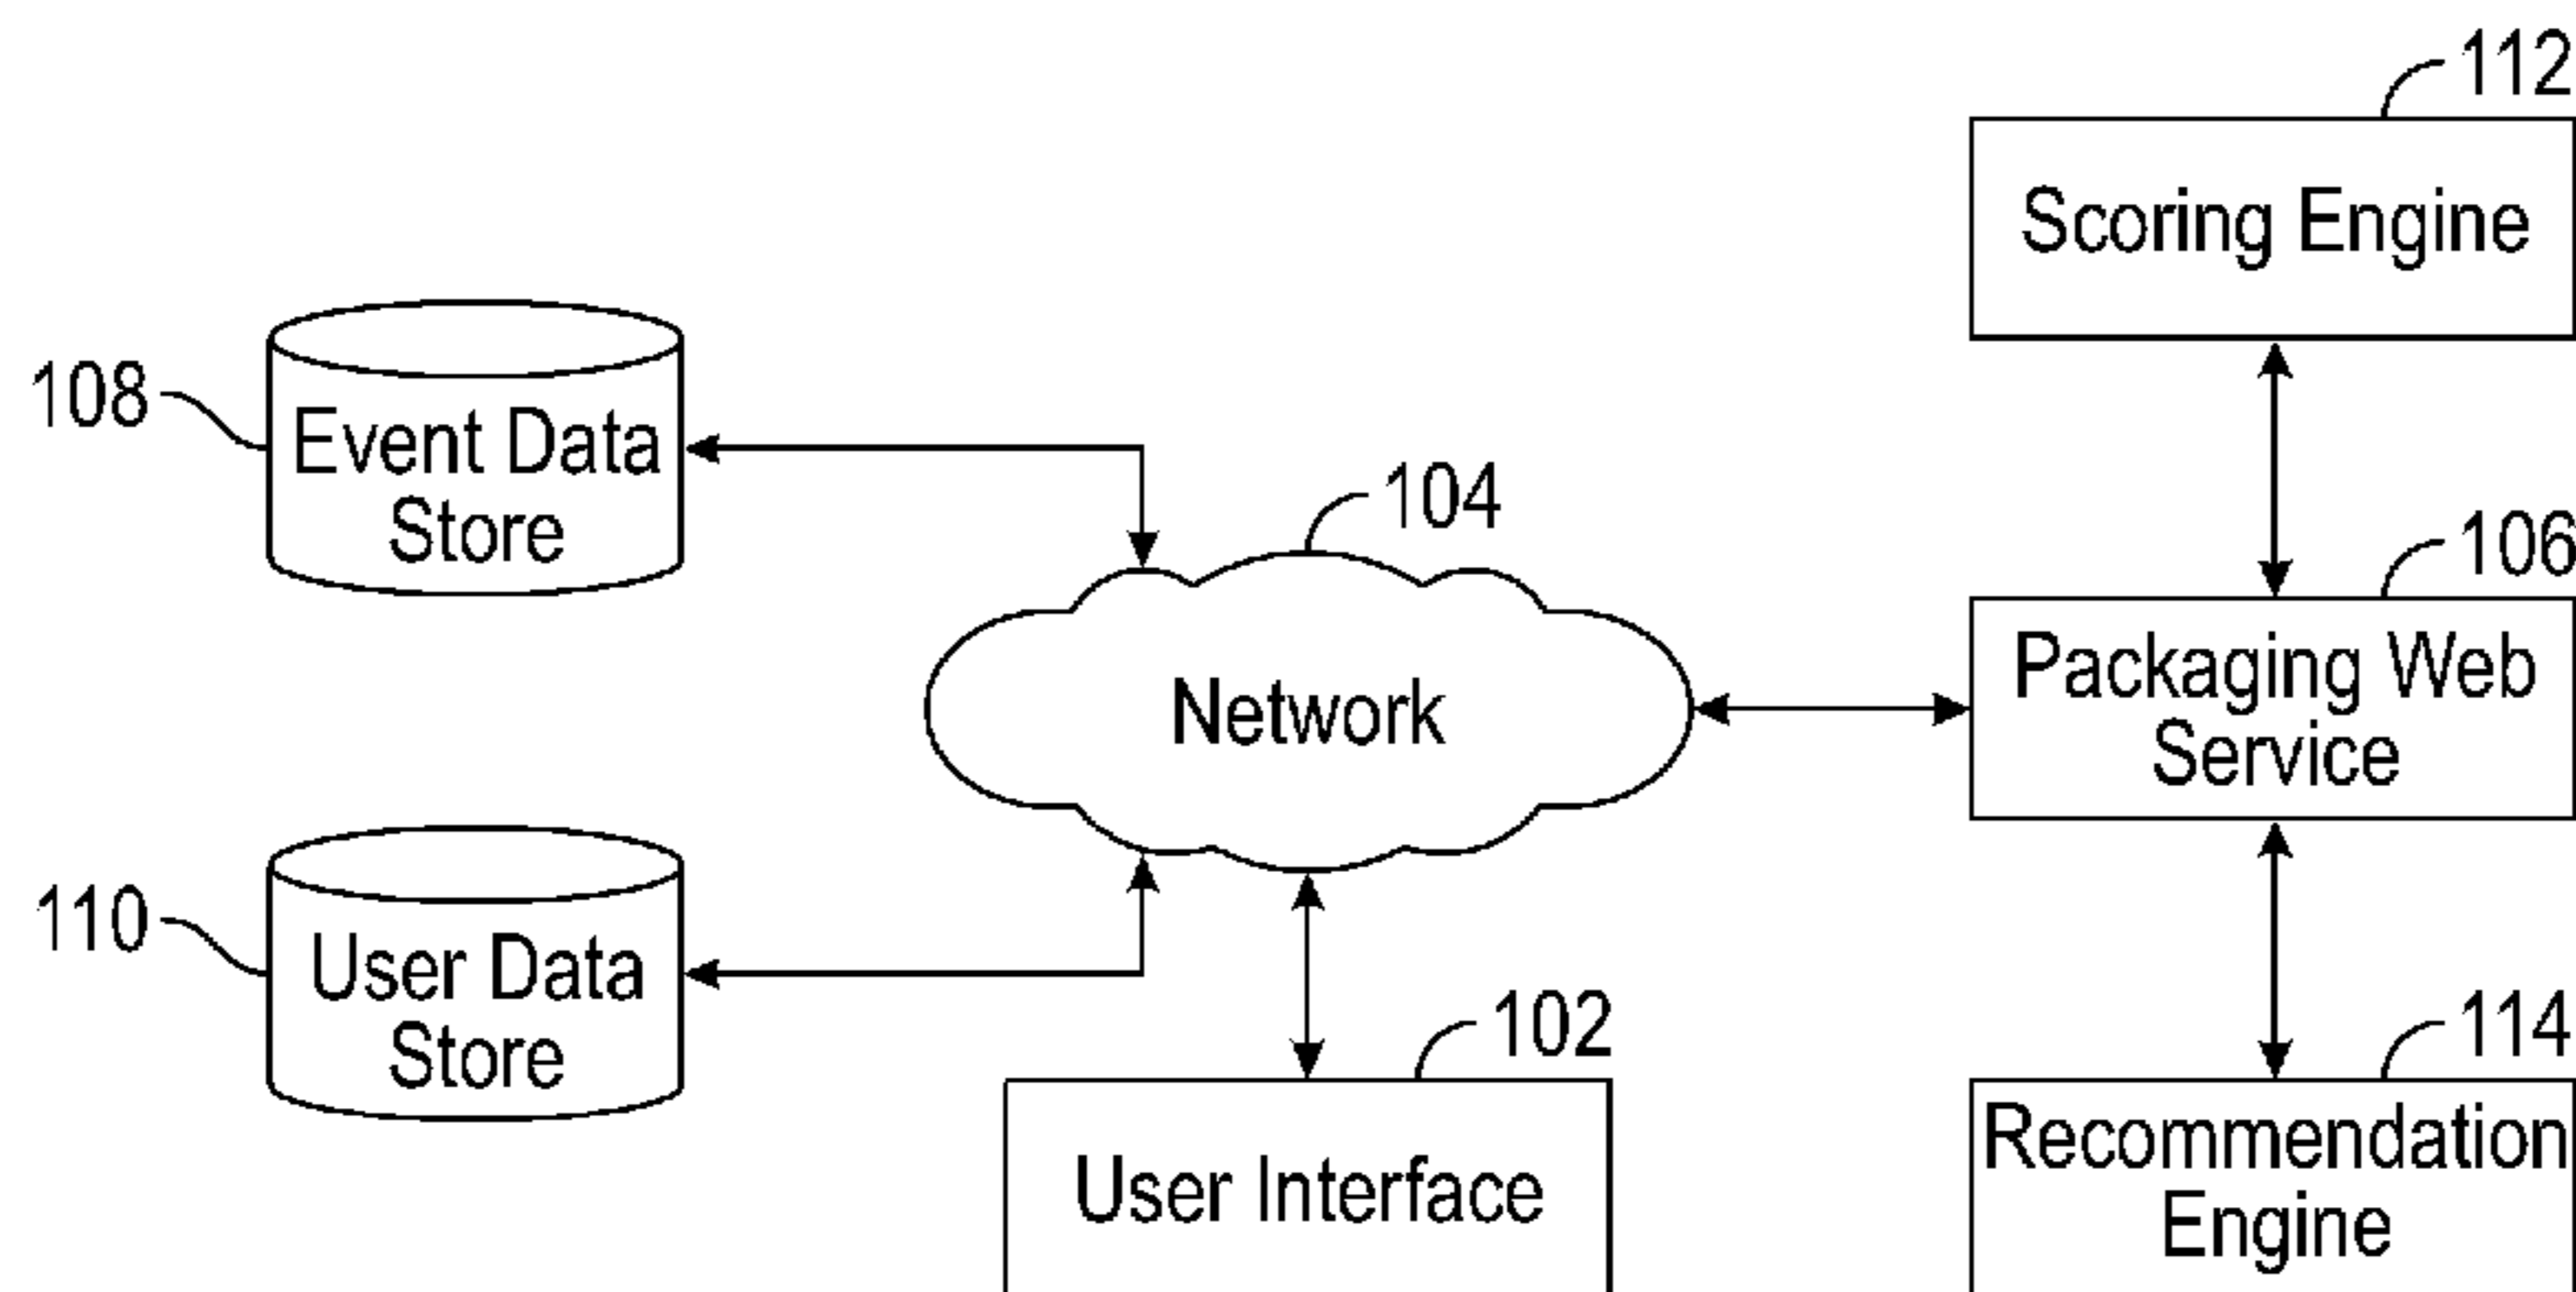 112
Scoring Engine
108
Event Data
Store
104
106
Network
Packaging Web
Service
110
User Data
Store
102
114
User Interface
Recommendation
Engine